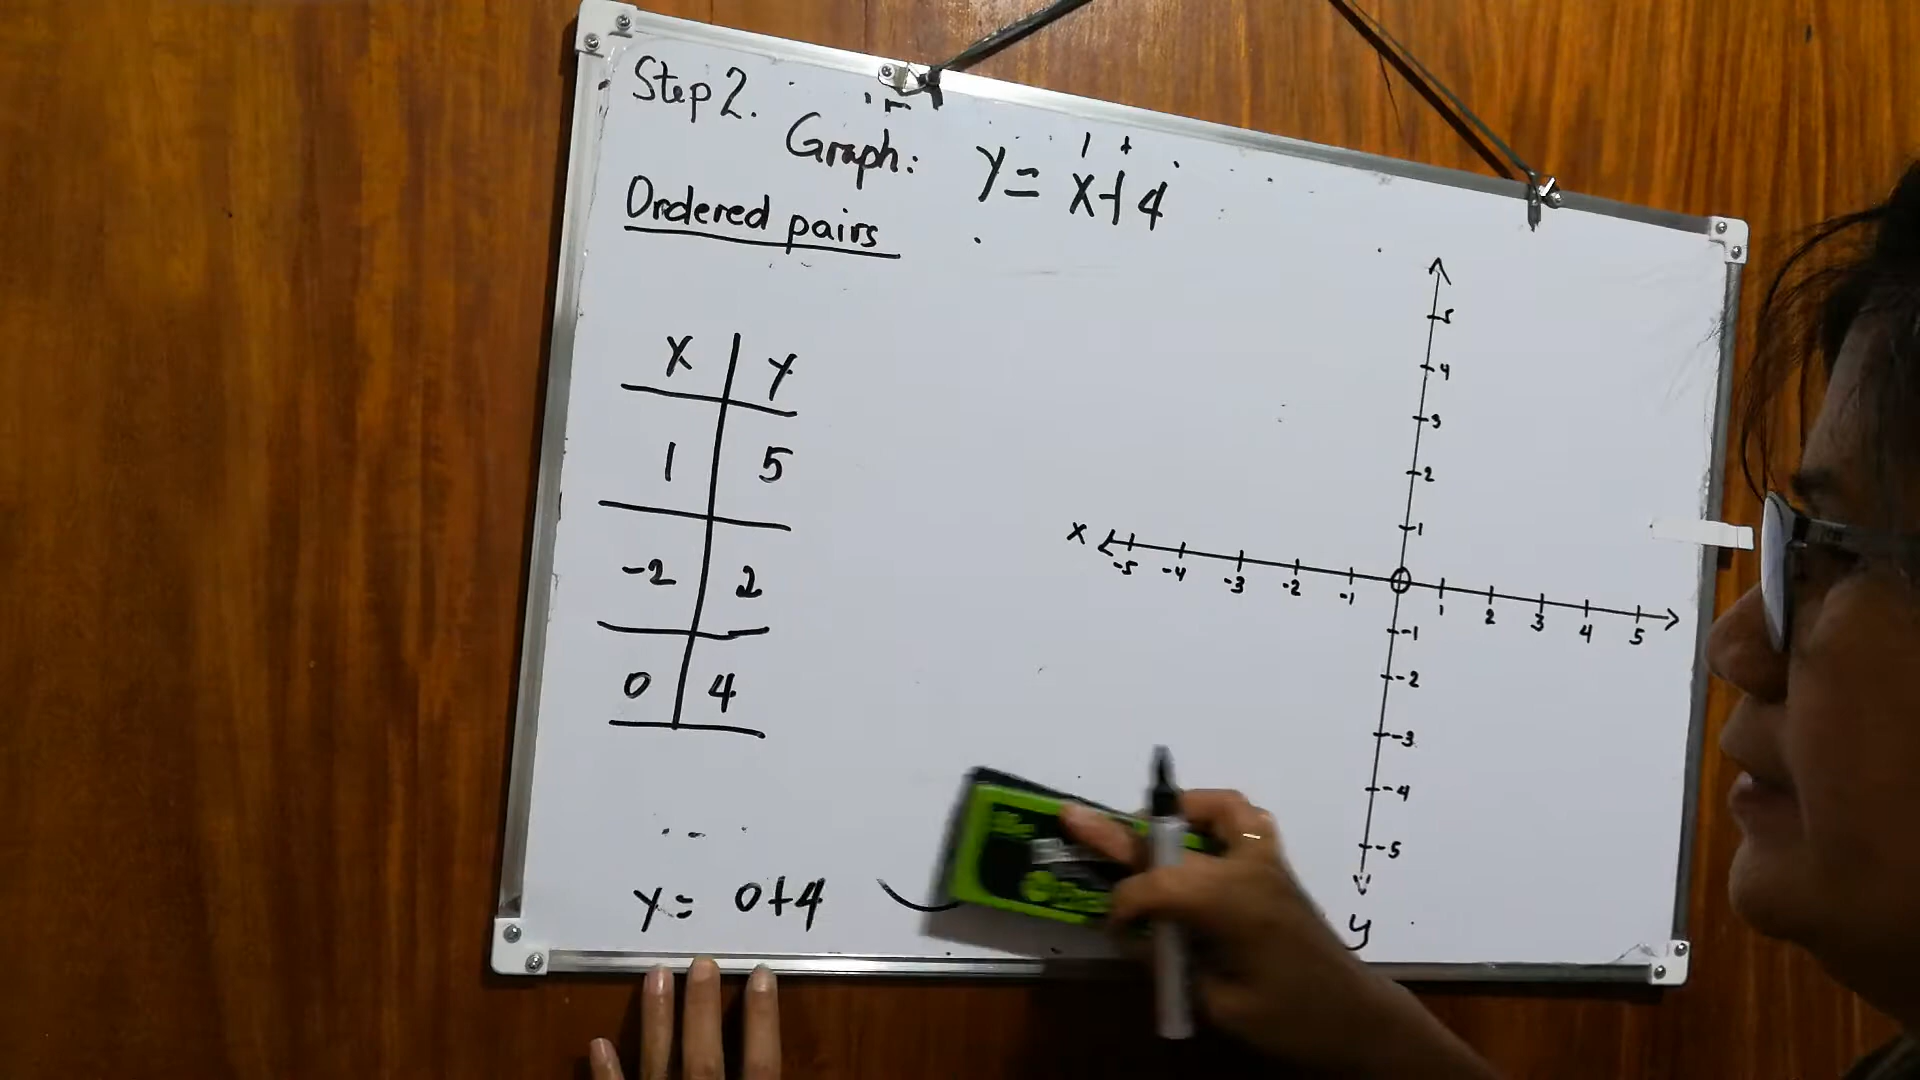 Step 2.
Graph: y = x+4
Ordered pairs
x y
1 5
-2 2
0 4
y = 0+4
5
4
3
2
1
x -5 -4 -3 -2 -1 0 1 2 3 4 5
-1
-2
-3
-4
-5
y